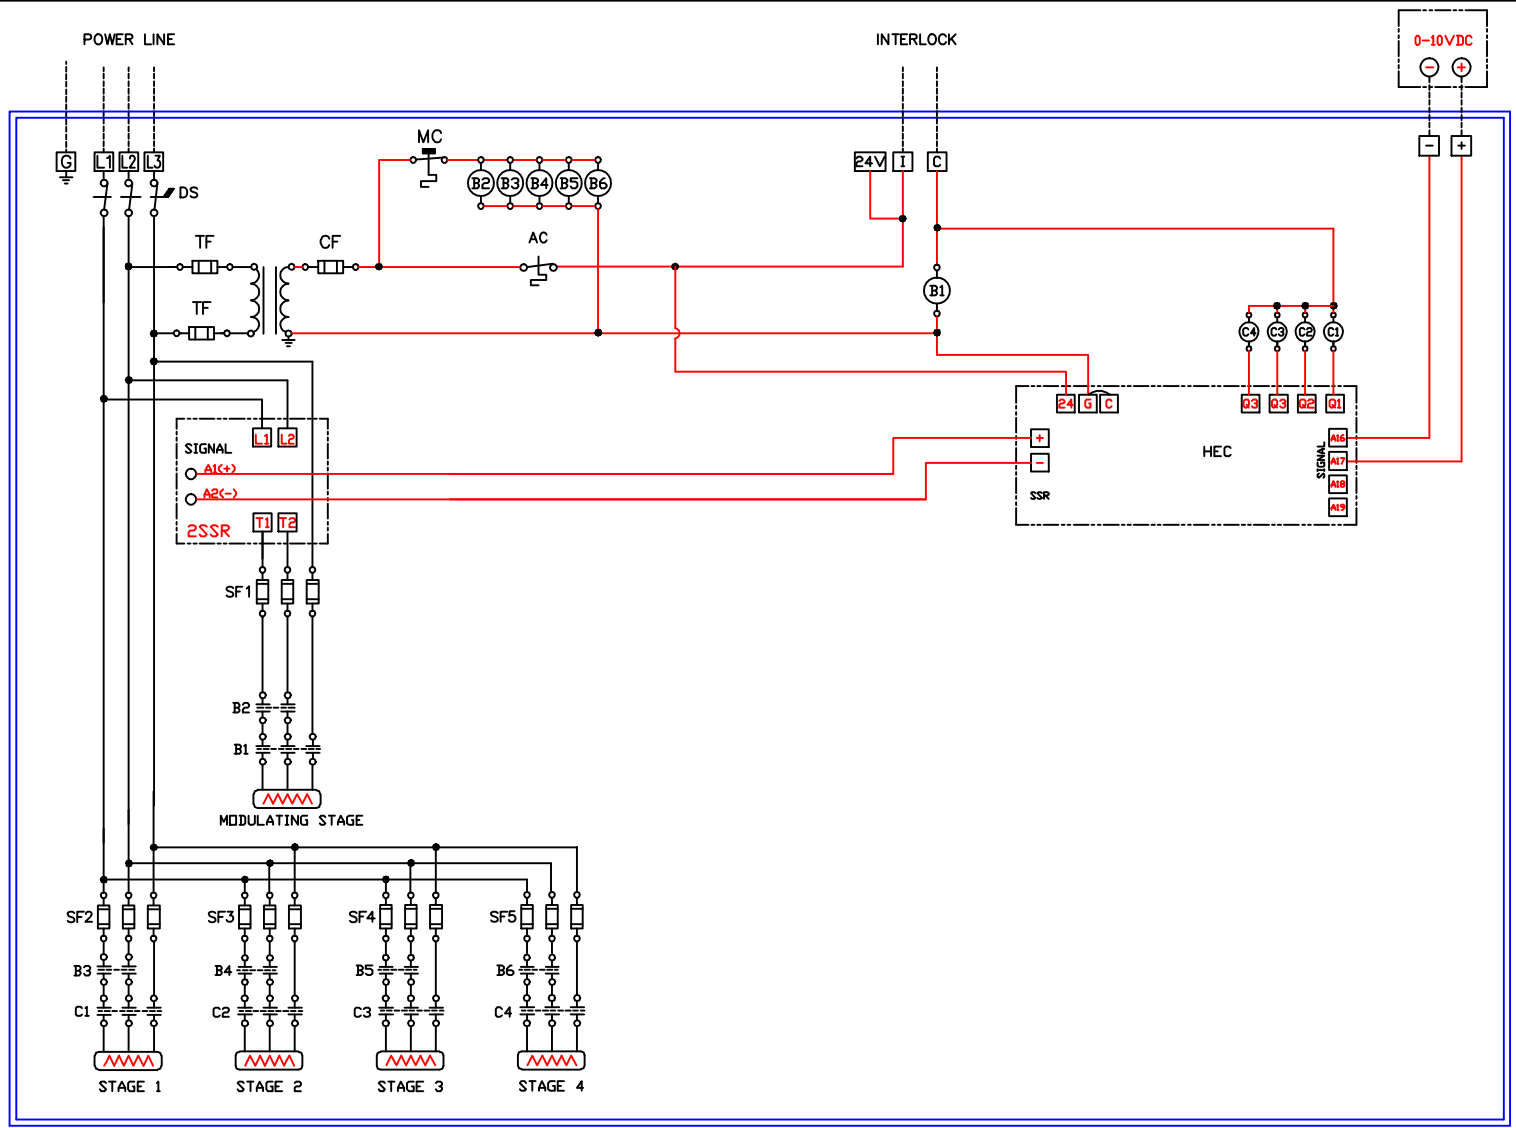 POWER LINE
INTERLOCK
0-10VDC
- +
G L1 L2 L3
DS
MC
B2 B3 B4 B5 B6
24V I C
- +
TF
CF
AC
B1
TF
C4 C3 C2 C1
24 G C
Q3 Q3 Q2 Q1
L1 L2
SIGNAL
A1(+)
A2(-)
T1 T2
2SSR
+
-
SSR
HEC
SIGNAL
A16
A17
A18
A19
SF1
B2
B1
MODULATING STAGE
SF2 SF3 SF4 SF5
B3 B4 B5 B6
C1 C2 C3 C4
STAGE 1 STAGE 2 STAGE 3 STAGE 4